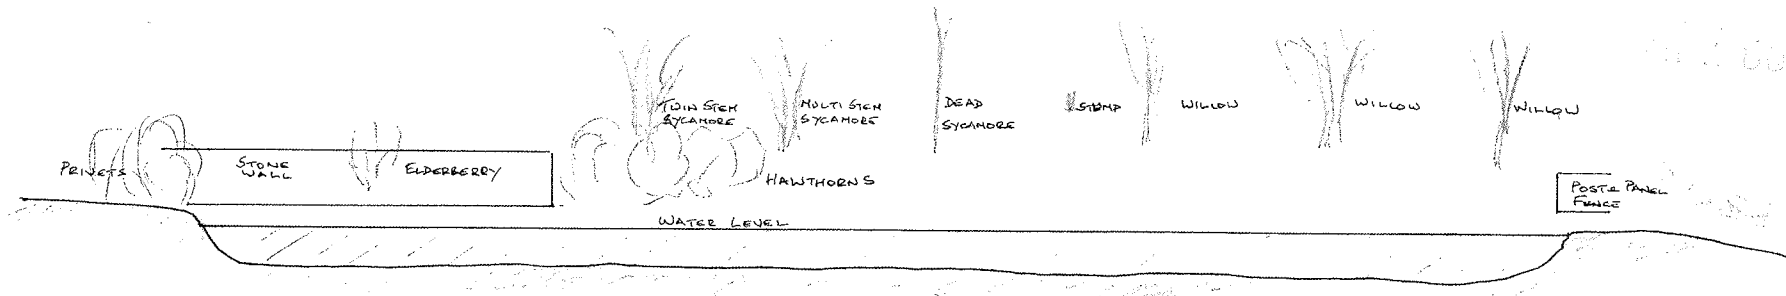 PRIVETS
STONE
WALL
ELDERBERRY
TWIN STEM
SYCAMORE
HAWTHORNS
MULTI STEM
SYCAMORE
DEAD
SYCAMORE
STUMP
WILLOW
WILLOW
WILLOW
POST & PANEL
FENCE
WATER LEVEL